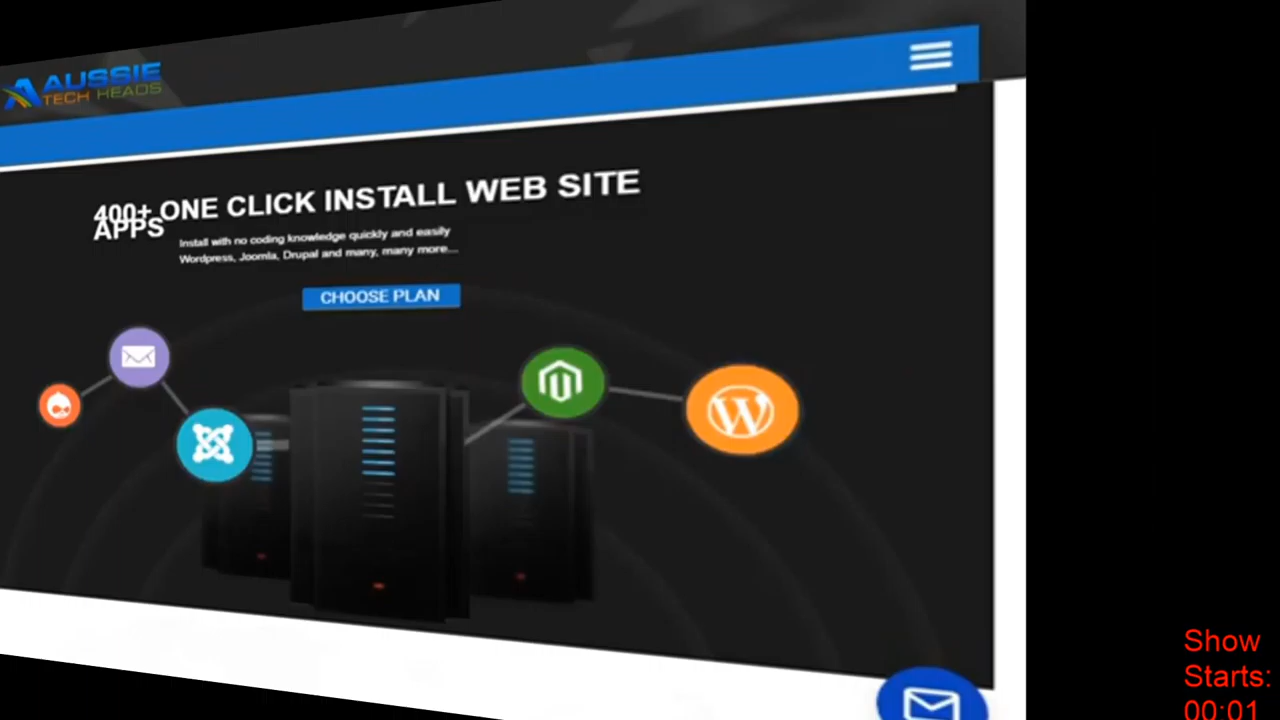 AUSSIE
TECH HEADS
400+ ONE CLICK INSTALL WEB SITE
APPS
Install with no coding knowledge quickly and easily
Wordpress, Joomla, Drupal and many, many more...
CHOOSE PLAN
Show
Starts:
00:01